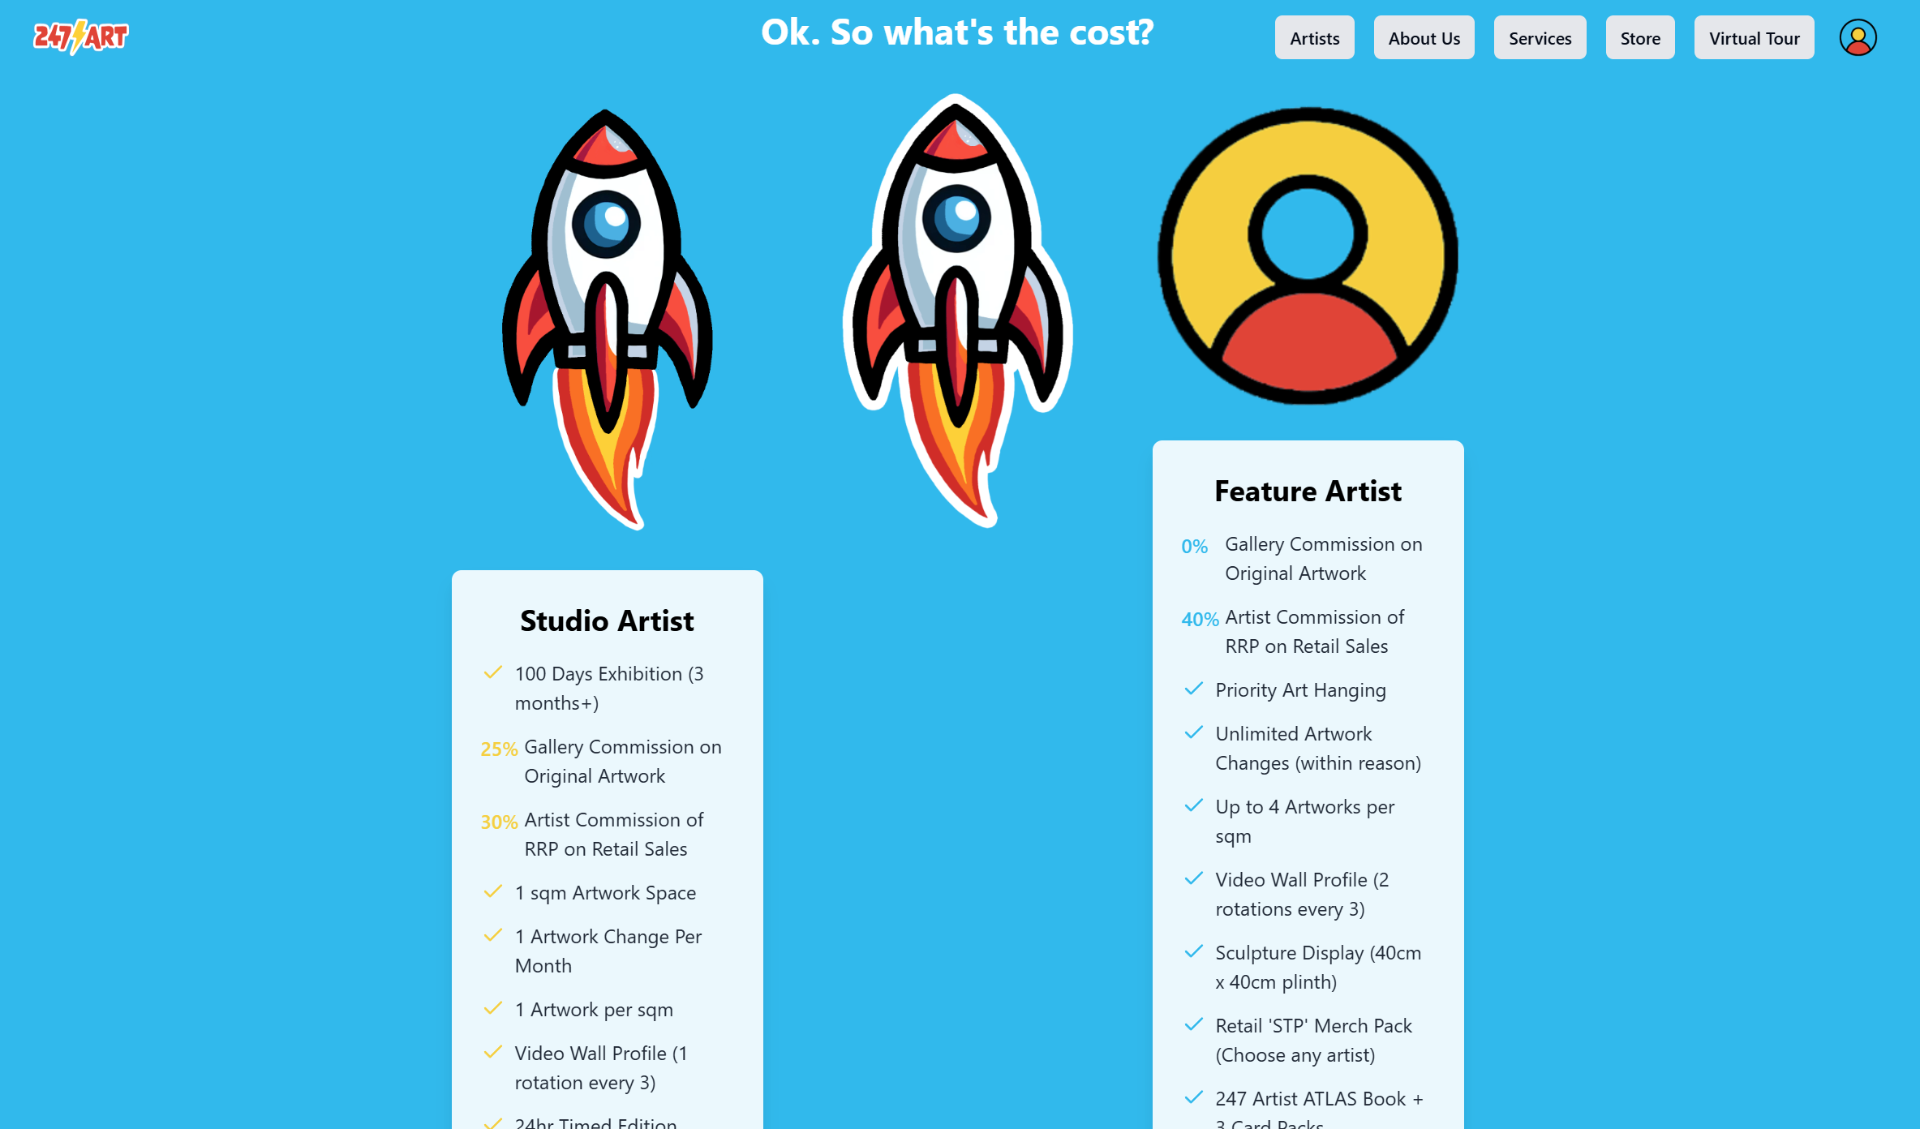 247 ART
Ok. So what's the cost?
Artists
About Us
Services
Store
Virtual Tour
Studio Artist
100 Days Exhibition (3
months+)
25% Gallery Commission on
Original Artwork
30% Artist Commission of
RRP on Retail Sales
1 sqm Artwork Space
1 Artwork Change Per
Month
1 Artwork per sqm
Video Wall Profile (1
rotation every 3)
24hr Timed Edition
Feature Artist
0% Gallery Commission on
Original Artwork
40% Artist Commission of
RRP on Retail Sales
Priority Art Hanging
Unlimited Artwork
Changes (within reason)
Up to 4 Artworks per
sqm
Video Wall Profile (2
rotations every 3)
Sculpture Display (40cm
x 40cm plinth)
Retail 'STP' Merch Pack
(Choose any artist)
247 Artist ATLAS Book +
3 Card Packs